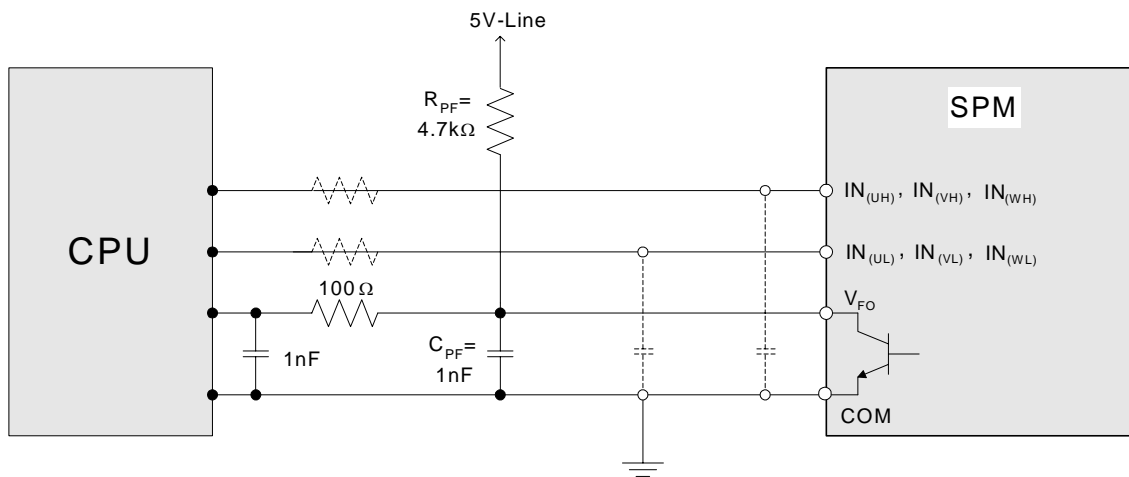 5V-Line
R_PF=
4.7kΩ
SPM
CPU
IN_(UH), IN_(VH), IN_(WH)
IN_(UL), IN_(VL), IN_(WL)
100Ω
V_FO
1nF
C_PF=
1nF
COM